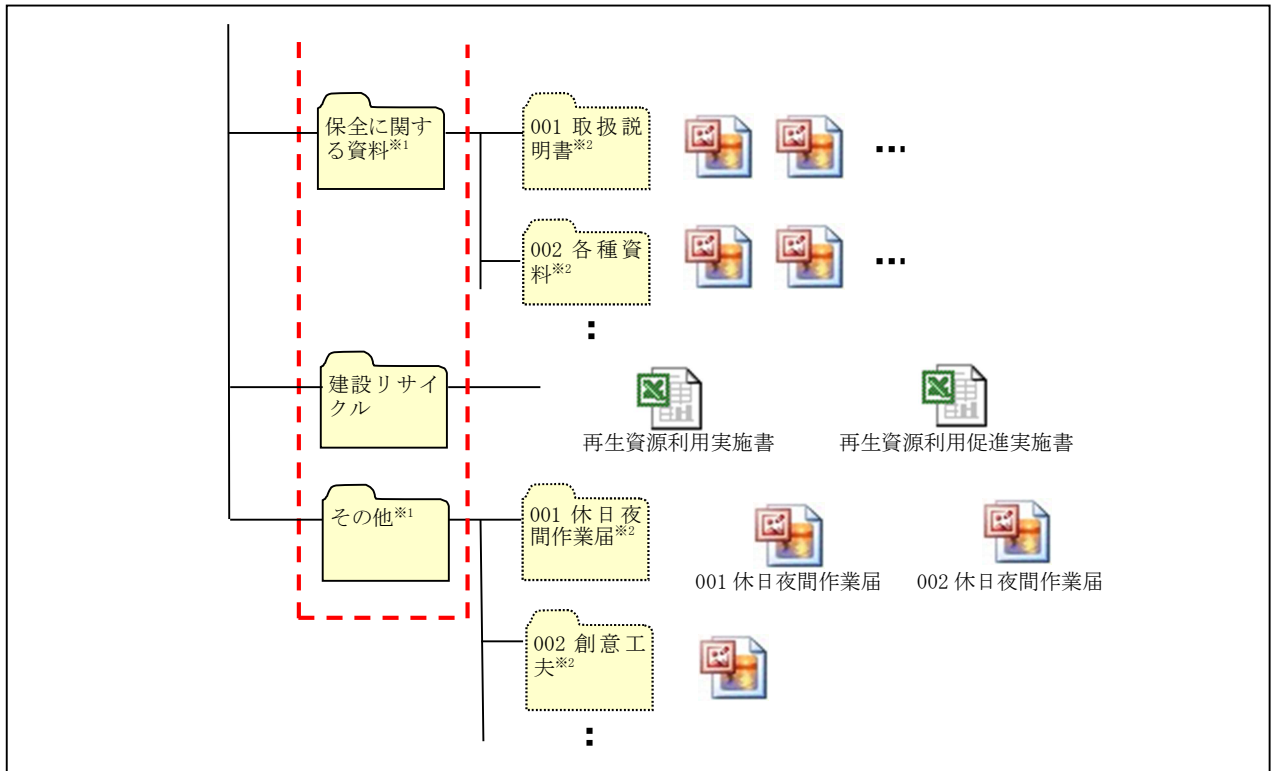 保全に関す
る資料※1
001 取扱説
明書※2
…
002 各種資
料※2
…
:
建設リサイ
クル
再生資源利用実施書
再生資源利用促進実施書
その他※1
001 休日夜
間作業届※2
001 休日夜間作業届
002 休日夜間作業届
002 創意工
夫※2
: